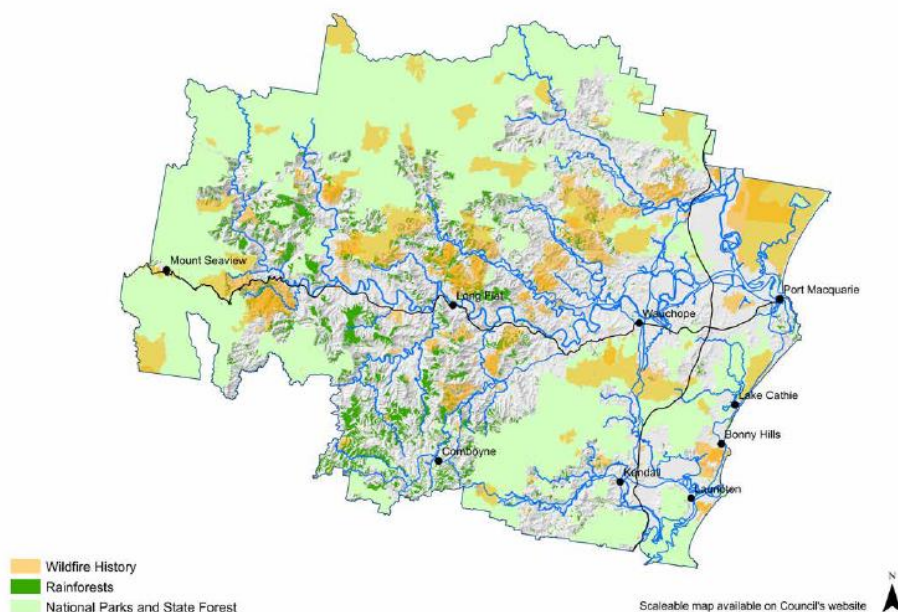 Mount Seaview
Long Flat
Port Macquarie
Wauchope
Lake Cathie
Bonny Hills
Comboyne
Kendall
Laurieton
Wildfire History
Rainforests
National Parks and State Forest
N
Scaleable map available on Council's website